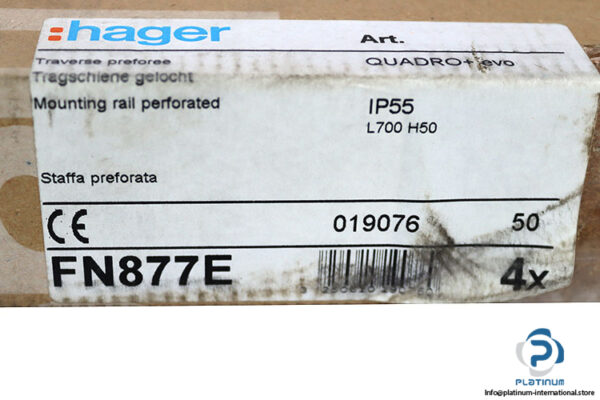 :hager
Art.
Traverse preforee QUADRO+ evo
Tragschiene gelocht
Mounting rail perforated IP55
L700 H50
Staffa preforata
CE 019076 50
FN877E 4x
PLATINUM
Info@platinum-international.store